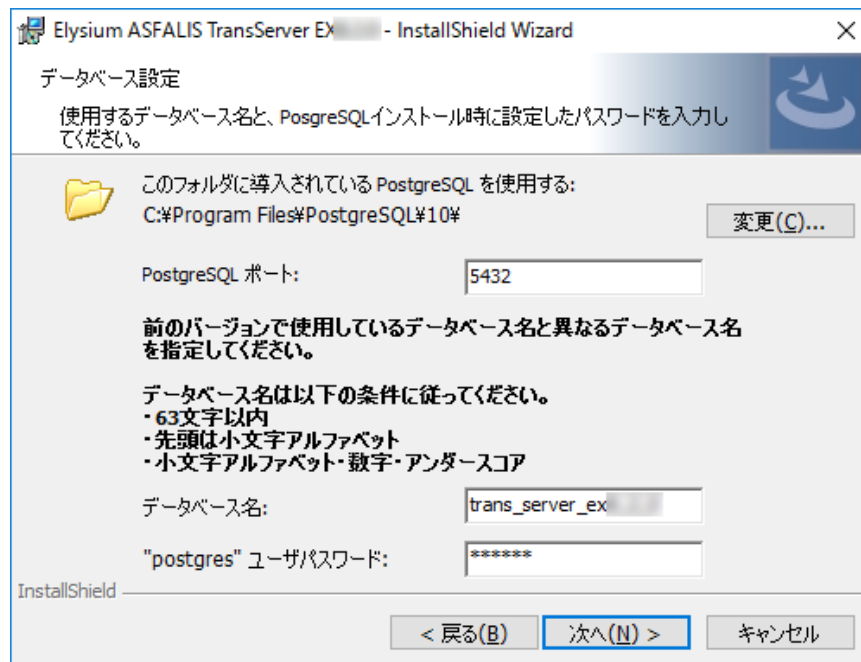 Elysium ASFALIS TransServer EX - InstallShield Wizard
データベース設定
使用するデータベース名と、PosgreSQLインストール時に設定したパスワードを入力し
てください。
このフォルダに導入されている PostgreSQL を使用する:
C:¥Program Files¥PostgreSQL¥10¥
変更(C)...
PostgreSQL ポート:
5432
前のバージョンで使用しているデータベース名と異なるデータベース名
を指定してください。
データベース名は以下の条件に従ってください。
・63文字以内
・先頭は小文字アルファベット
・小文字アルファベット・数字・アンダースコア
データベース名:
trans_server_ex
"postgres" ユーザパスワード:
******
InstallShield
< 戻る(B)
次へ(N) >
キャンセル